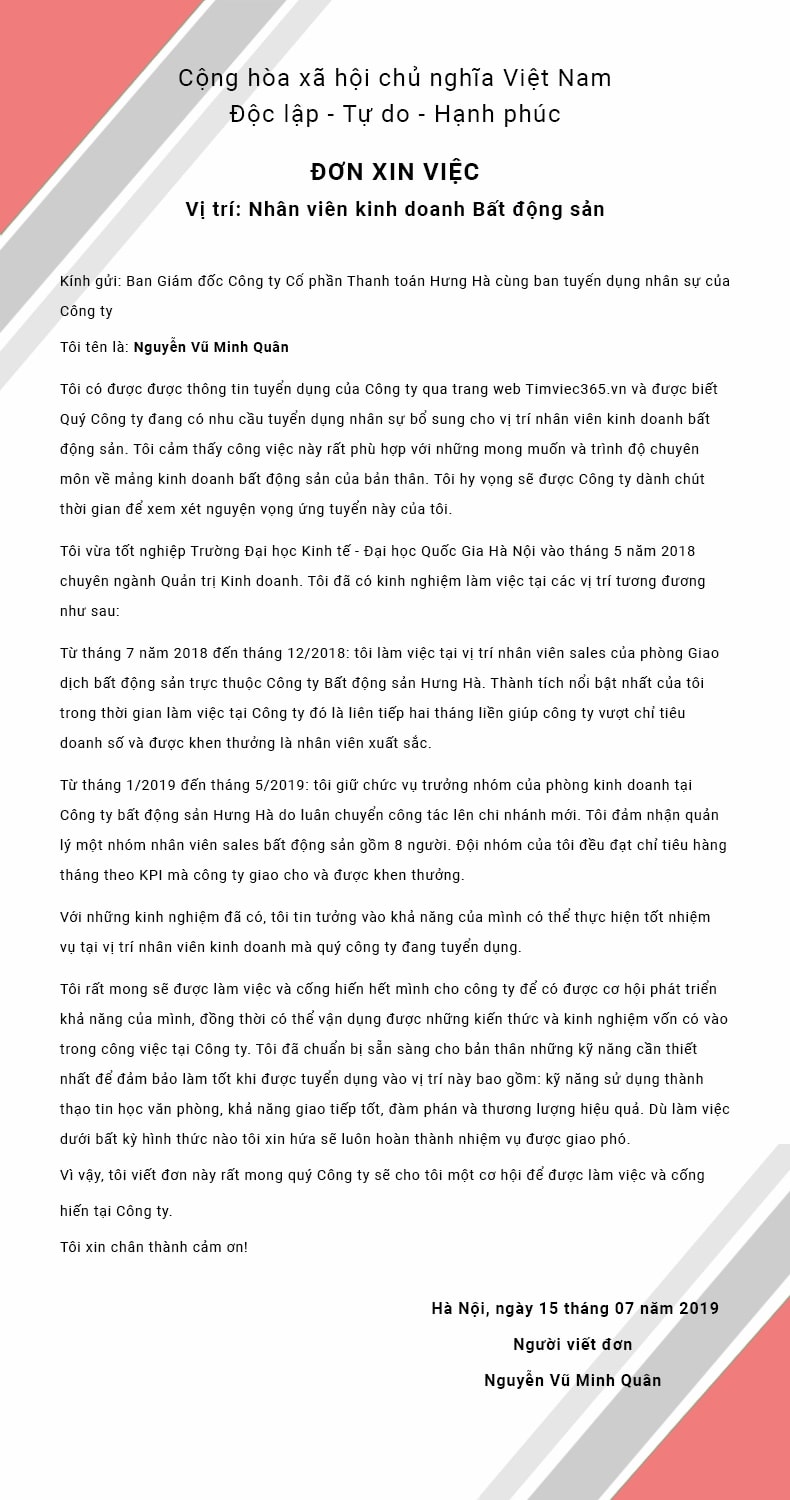 Cộng hòa xã hội chủ nghĩa Việt Nam
Độc lập - Tự do - Hạnh phúc
ĐƠN XIN VIỆC
Vị trí: Nhân viên kinh doanh Bất động sản
Kính gửi: Ban Giám đốc Công ty Cổ phần Thanh toán Hưng Hà cùng ban tuyển dụng nhân sự của
Công ty
Tôi tên là: Nguyễn Vũ Minh Quân
Tôi có được được thông tin tuyển dụng của Công ty qua trang web Timviec365.vn và được biết
Quý Công ty đang có nhu cầu tuyển dụng nhân sự bổ sung cho vị trí nhân viên kinh doanh bất
động sản. Tôi cảm thấy công việc này rất phù hợp với những mong muốn và trình độ chuyên
môn về mảng kinh doanh bất động sản của bản thân. Tôi hy vọng sẽ được Công ty dành chút
thời gian để xem xét nguyện vọng ứng tuyển này của tôi.
Tôi vừa tốt nghiệp Trường Đại học Kinh tế - Đại học Quốc Gia Hà Nội vào tháng 5 năm 2018
chuyên ngành Quản trị Kinh doanh. Tôi đã có kinh nghiệm làm việc tại các vị trí tương đương
như sau:
Từ tháng 7 năm 2018 đến tháng 12/2018: tôi làm việc tại vị trí nhân viên sales của phòng Giao
dịch bất động sản trực thuộc Công ty Bất động sản Hưng Hà. Thành tích nổi bật nhất của tôi
trong thời gian làm việc tại Công ty đó là liên tiếp hai tháng liền giúp công ty vượt chỉ tiêu
doanh số và được khen thưởng là nhân viên xuất sắc.
Từ tháng 1/2019 đến tháng 5/2019: tôi giữ chức vụ trưởng nhóm của phòng kinh doanh tại
Công ty bất động sản Hưng Hà do luân chuyển công tác lên chi nhánh mới. Tôi đảm nhận quản
lý một nhóm nhân viên sales bất động sản gồm 8 người. Đội nhóm của tôi đều đạt chỉ tiêu hàng
tháng theo KPI mà công ty giao cho và được khen thưởng.
Với những kinh nghiệm đã có, tôi tin tưởng vào khả năng của mình có thể thực hiện tốt nhiệm
vụ tại vị trí nhân viên kinh doanh mà quý công ty đang tuyển dụng.
Tôi rất mong sẽ được làm việc và cống hiến hết mình cho công ty để có được cơ hội phát triển
khả năng của mình, đồng thời có thể vận dụng được những kiến thức và kinh nghiệm vốn có vào
trong công việc tại Công ty. Tôi đã chuẩn bị sẵn sàng cho bản thân những kỹ năng cần thiết
nhất để đảm bảo làm tốt khi được tuyển dụng vào vị trí này bao gồm: kỹ năng sử dụng thành
thạo tin học văn phòng, khả năng giao tiếp tốt, đàm phán và thương lượng hiệu quả. Dù làm việc
dưới bất kỳ hình thức nào tôi xin hứa sẽ luôn hoàn thành nhiệm vụ được giao phó.
Vì vậy, tôi viết đơn này rất mong quý Công ty sẽ cho tôi một cơ hội để được làm việc và cống
hiến tại Công ty.
Tôi xin chân thành cảm ơn!
Hà Nội, ngày 15 tháng 07 năm 2019
Người viết đơn
Nguyễn Vũ Minh Quân